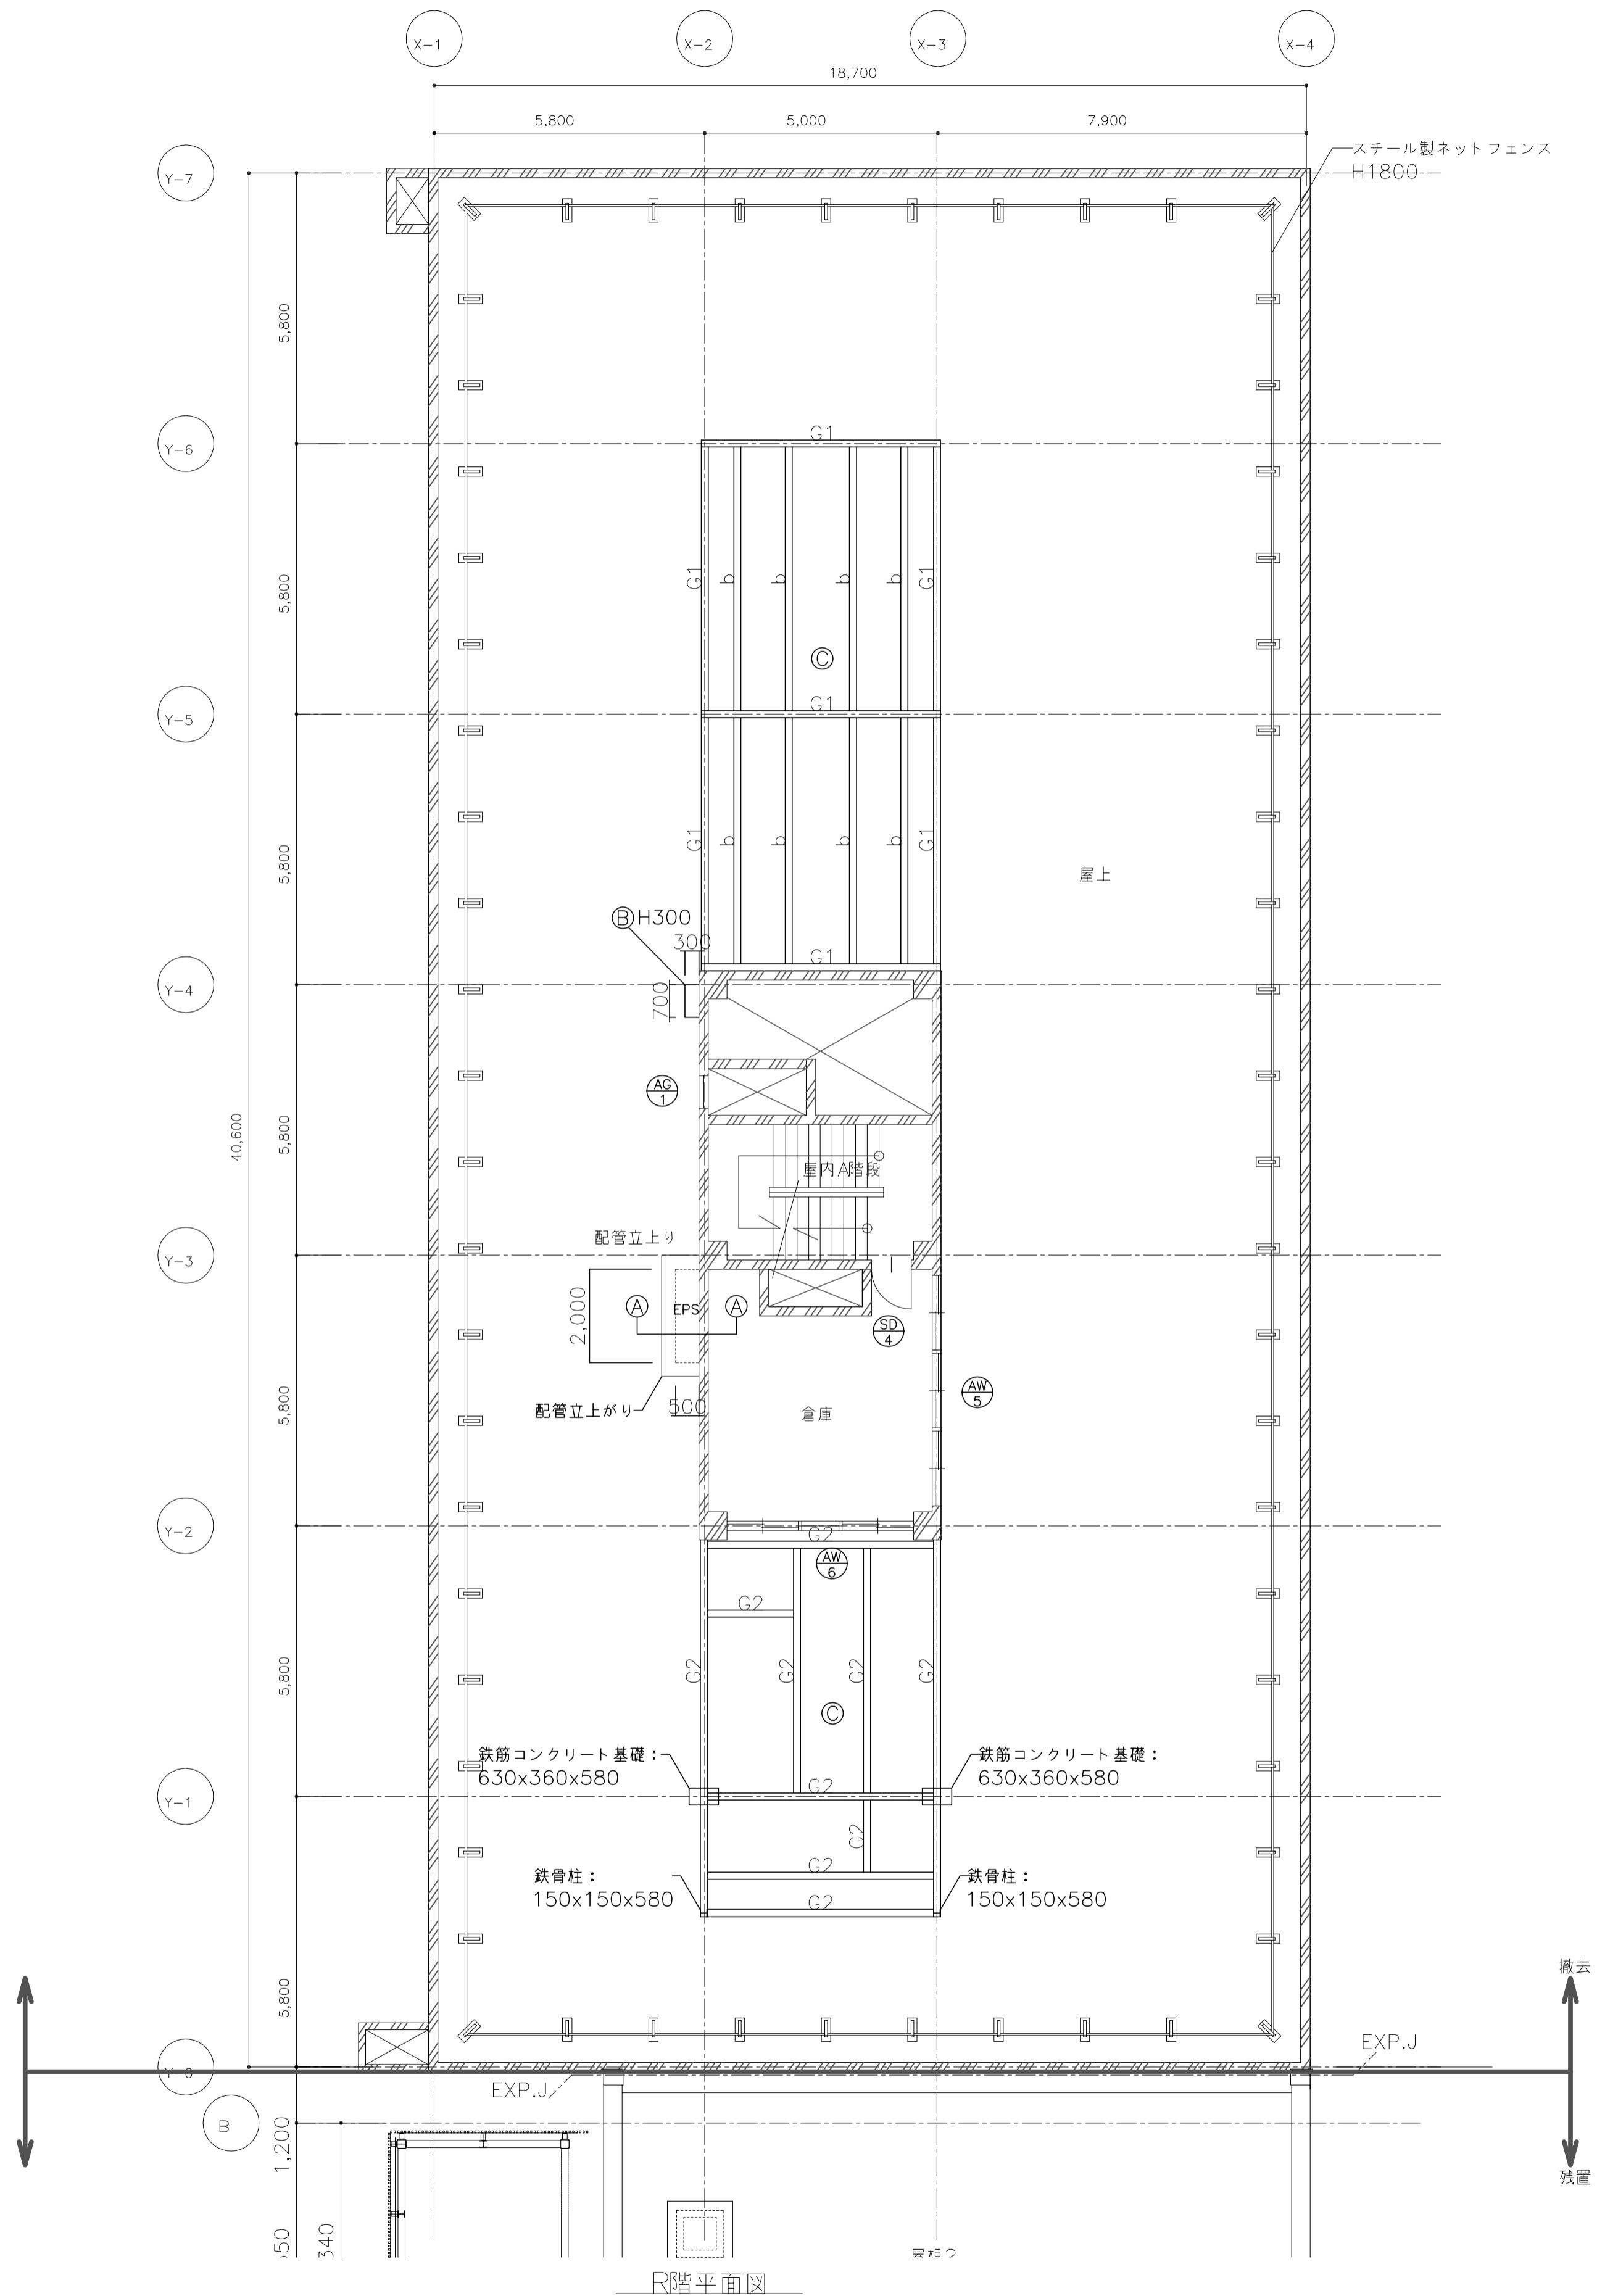 X-1
X-2
X-3
X-4
18,700
5,800
5,000
7,900
スチール製ネットフェンス
H1800
Y-7
5,800
Y-6
G1
5,800
G1
b
b
b
b
G1
C
Y-5
G1
5,800
G1
b
b
b
b
G1
屋上
B H300
300
G1
Y-4
700
AG
1
40,600
5,800
屋内A階段
配管立上り
Y-3
2,000
A
EPS
A
SD
4
AW
5
5,800
配管立上がり
500
倉庫
Y-2
G2
AW
6
G2
5,800
G2
G2
G2
G2
C
鉄筋コンクリート基礎：
630x360x580
鉄筋コンクリート基礎：
630x360x580
Y-1
G2
G2
G2
鉄骨柱：
150x150x580
鉄骨柱：
150x150x580
G2
5,800
撤去
EXP.J
EXP.J
B
1,200
残置
340
R階平面図